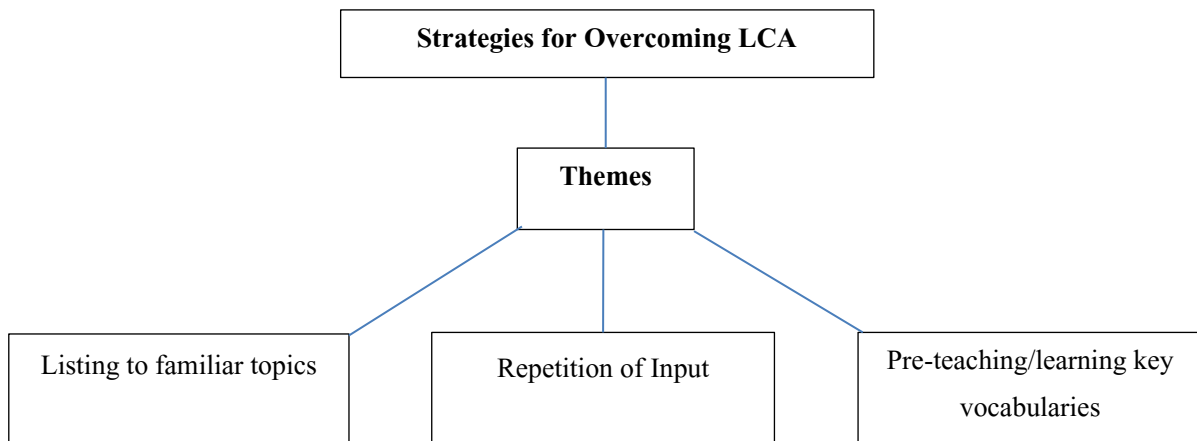 Strategies for Overcoming LCA
Themes
Listing to familiar topics
Repetition of Input
Pre-teaching/learning key
vocabularies